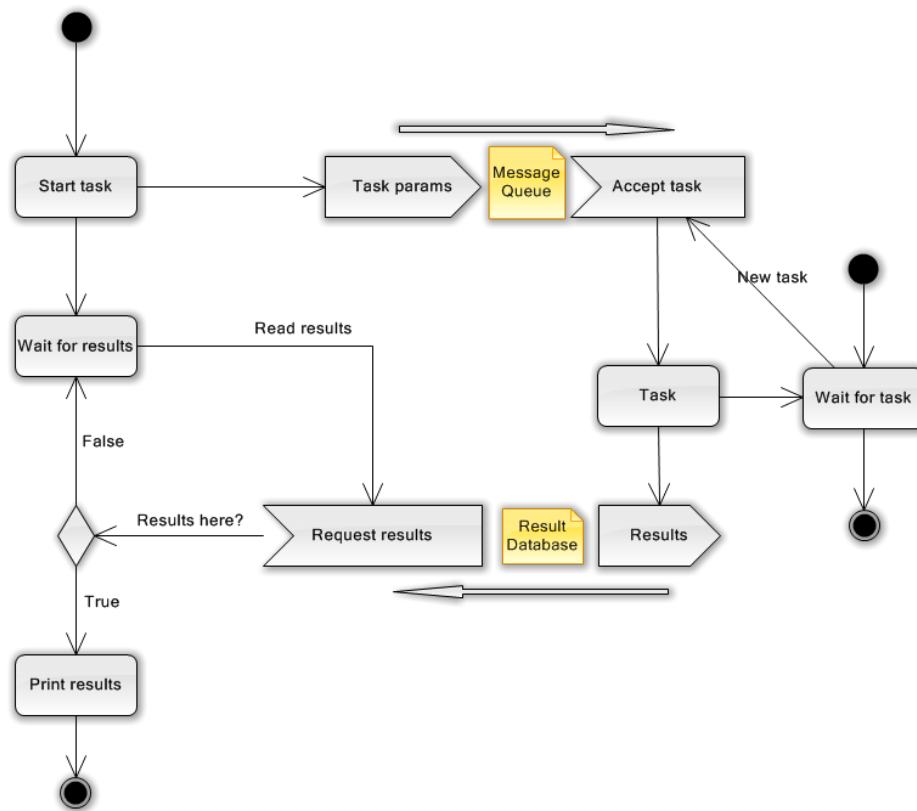 Start task
Task params
Message
Queue
Accept task
New task
Wait for results
Read results
Task
Wait for task
False
Results here?
Request results
Result
Database
Results
True
Print results